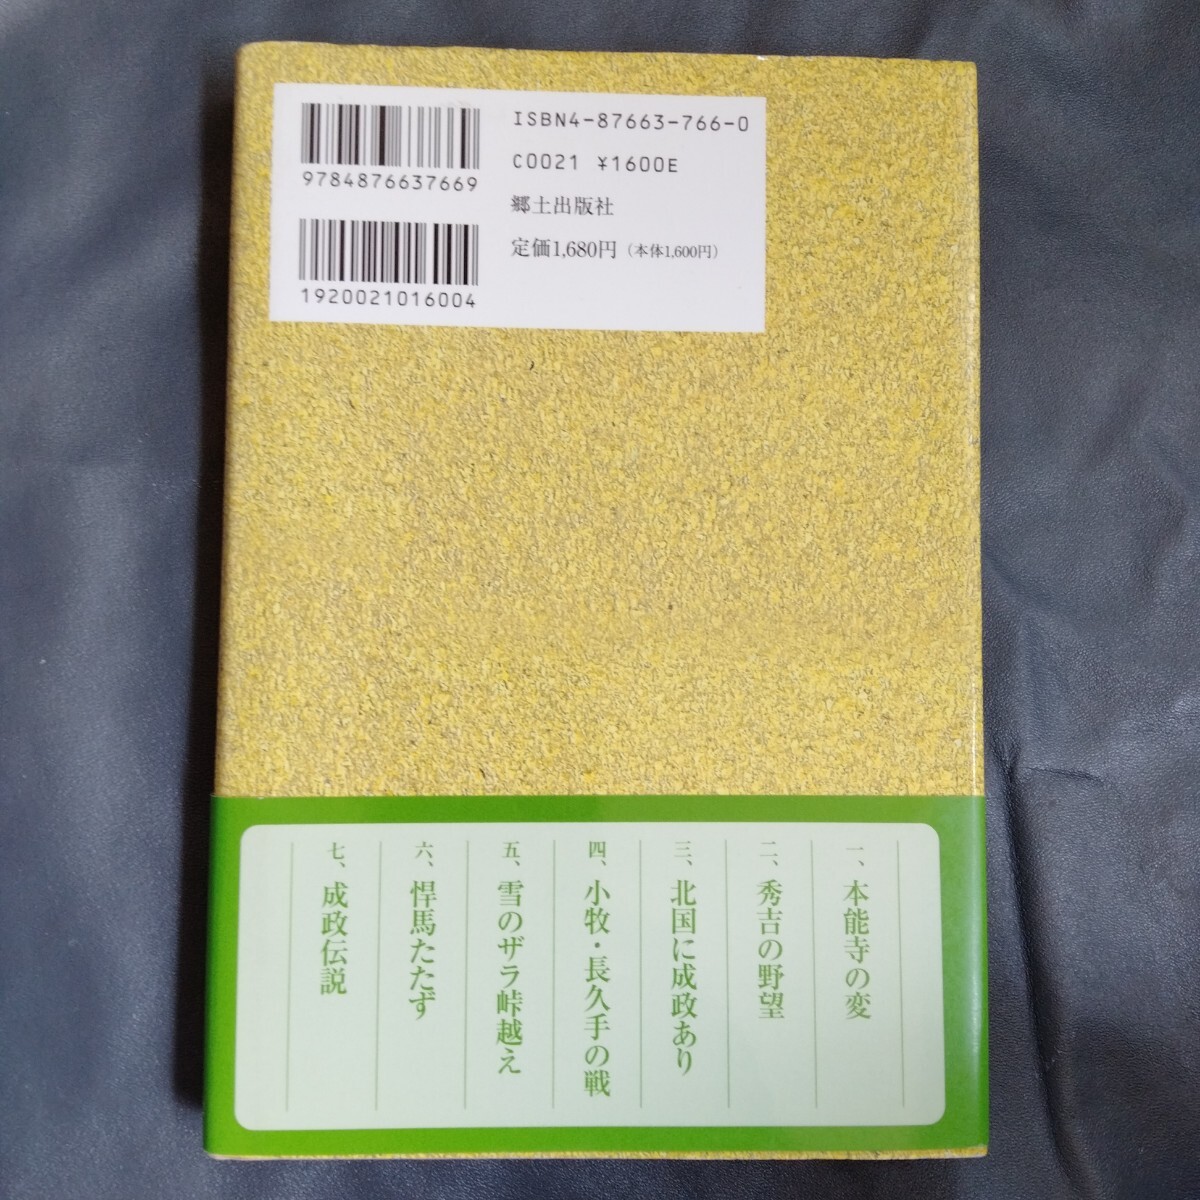 9784876637669
1920021016004
ISBN4-87663-766-0
C0021 ¥1600E
郷土出版社
定価1,680円（本体1,600円）
一、本能寺の変
二、秀吉の野望
三、北国に成政あり
四、小牧・長久手の戦
五、雪のザラ峠越え
六、悍馬たたず
七、成政伝説